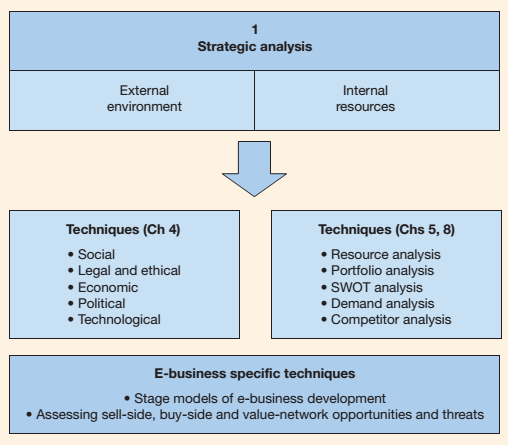 1
Strategic analysis
External
environment
Internal
resources
Techniques (Ch 4)
• Social
• Legal and ethical
• Economic
• Political
• Technological
Techniques (Chs 5, 8)
• Resource analysis
• Portfolio analysis
• SWOT analysis
• Demand analysis
• Competitor analysis
E-business specific techniques
• Stage models of e-business development
• Assessing sell-side, buy-side and value-network opportunities and threats